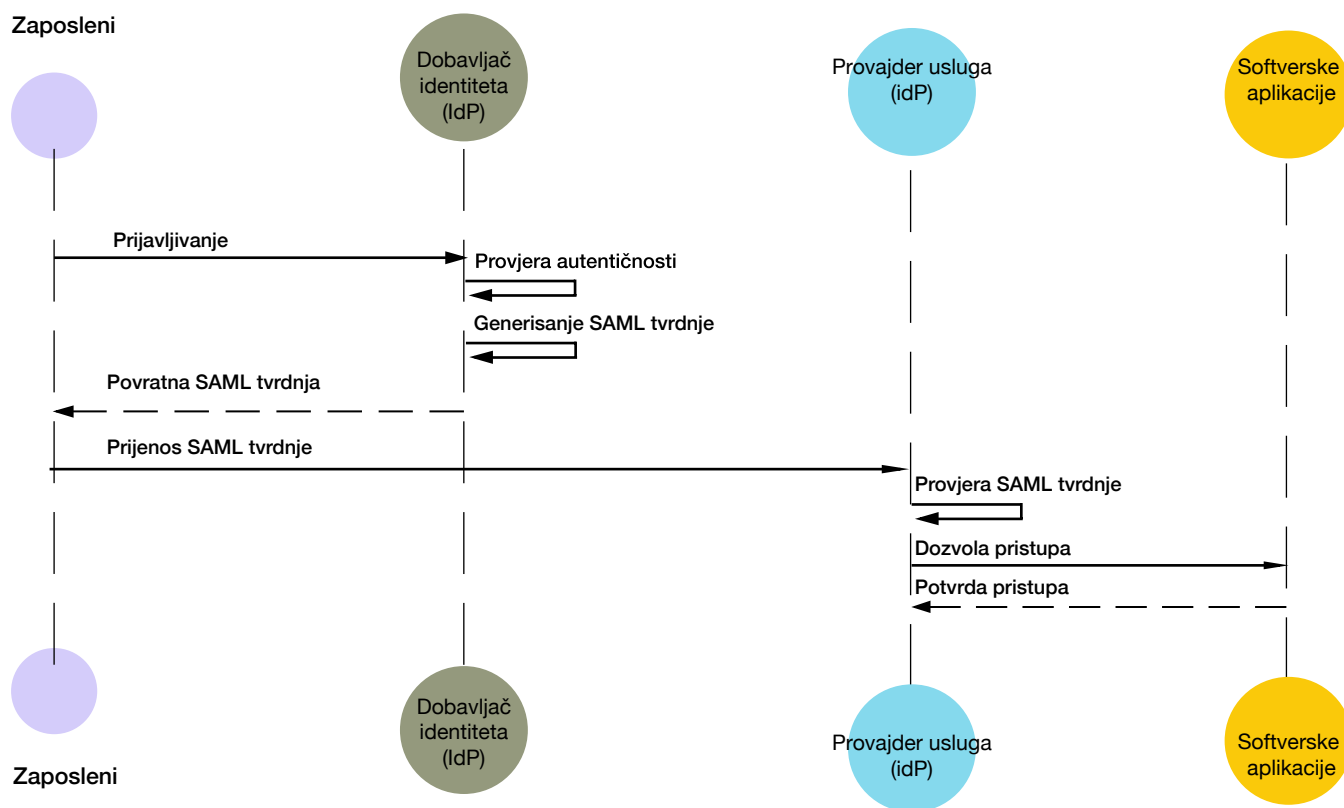 Zaposleni
Dobavljač
identiteta
(IdP)
Provajder usluga
(idP)
Softverske
aplikacije
Prijavljivanje
Provjera autentičnosti
Generisanje SAML tvrdnje
Povratna SAML tvrdnja
Prijenos SAML tvrdnje
Provjera SAML tvrdnje
Dozvola pristupa
Potvrda pristupa
Zaposleni
Dobavljač
identiteta
(IdP)
Provajder usluga
(idP)
Softverske
aplikacije